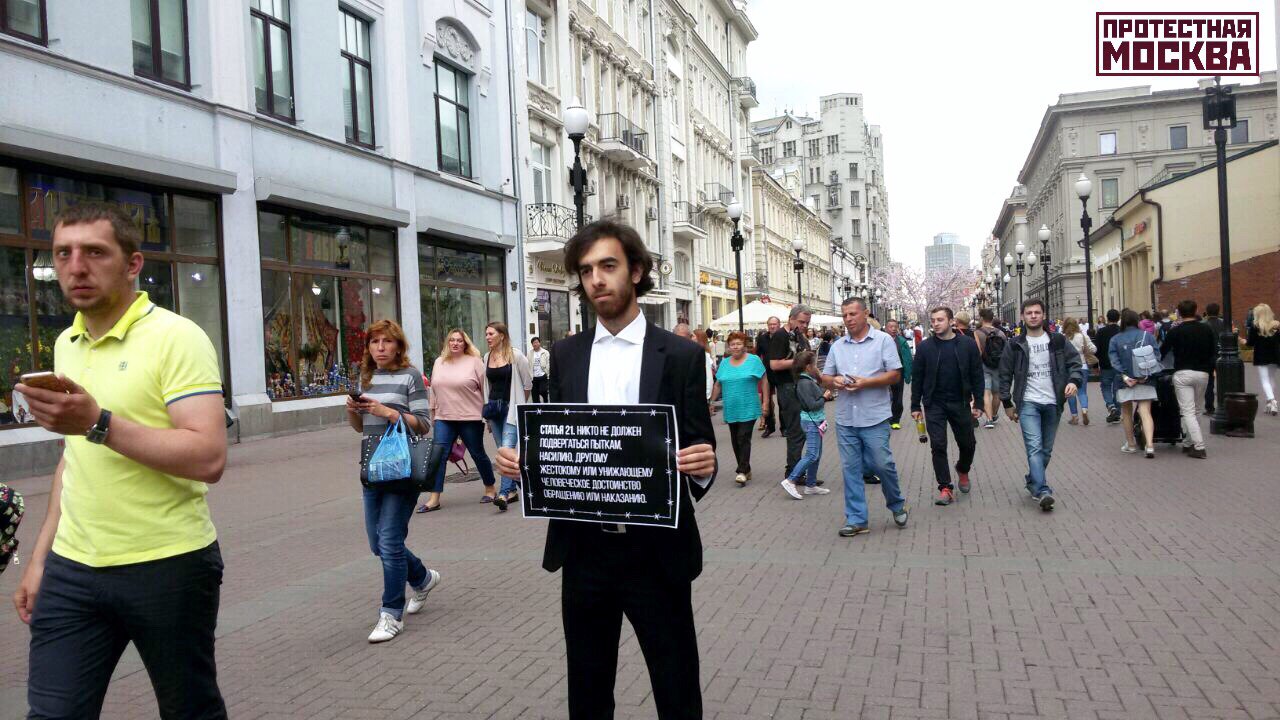 ПРОТЕСТНАЯ
МОСКВА
СТАТЬЯ 21. НИКТО НЕ ДОЛЖЕН
ПОДВЕРГАТЬСЯ ПЫТКАМ,
НАСИЛИЮ, ДРУГОМУ
ЖЕСТОКОМУ ИЛИ УНИЖАЮЩЕМУ
ЧЕЛОВЕЧЕСКОЕ ДОСТОИНСТВО
ОБРАЩЕНИЮ ИЛИ НАКАЗАНИЮ.